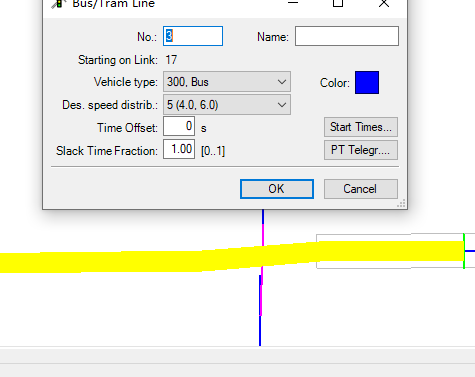 Bus/Tram Line
No.: 3 Name:
Starting on Link: 17
Vehicle type: 300, Bus Color:
Des. speed distrib.: 5 (4.0, 6.0)
Time Offset: 0 s Start Times...
Slack Time Fraction: 1.00 [0..1] PT Telegr....
OK Cancel